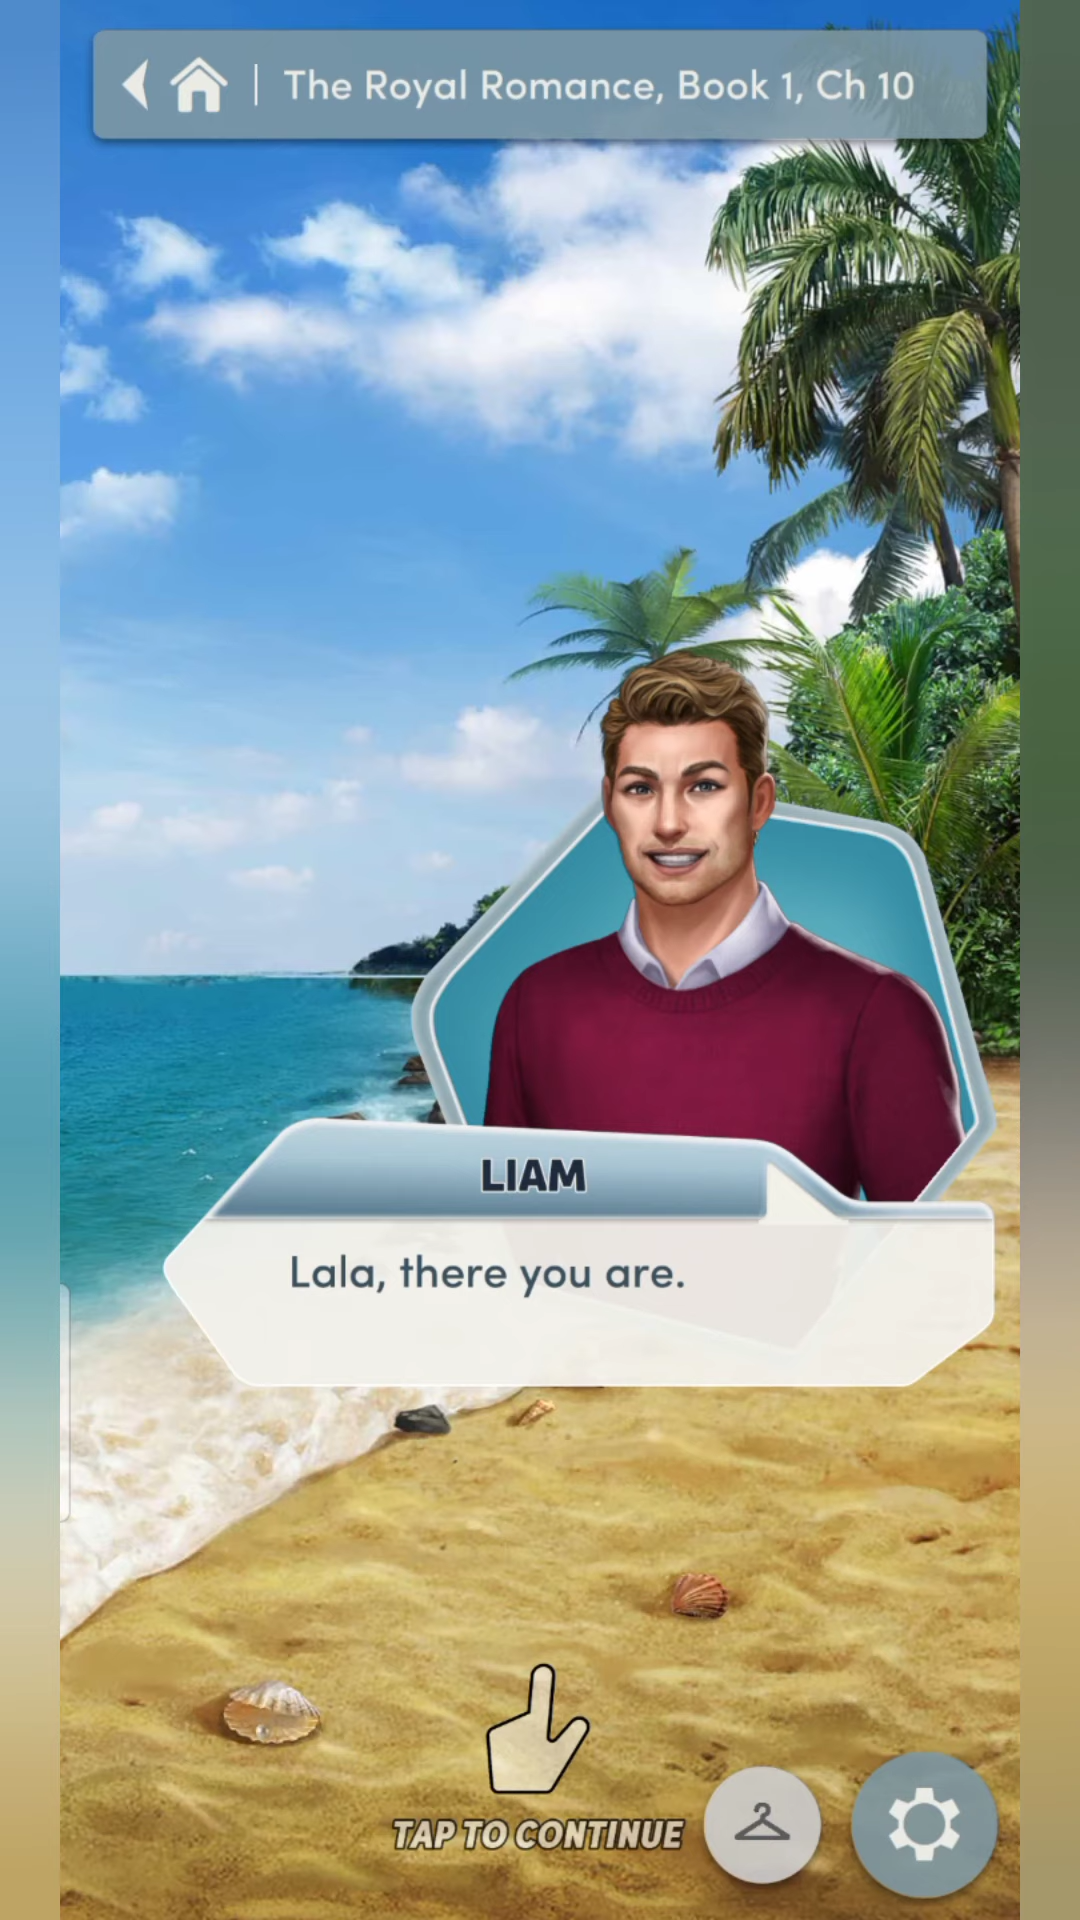 The Royal Romance, Book 1, Ch 10
LIAM
Lala, there you are.
TAP TO CONTINUE